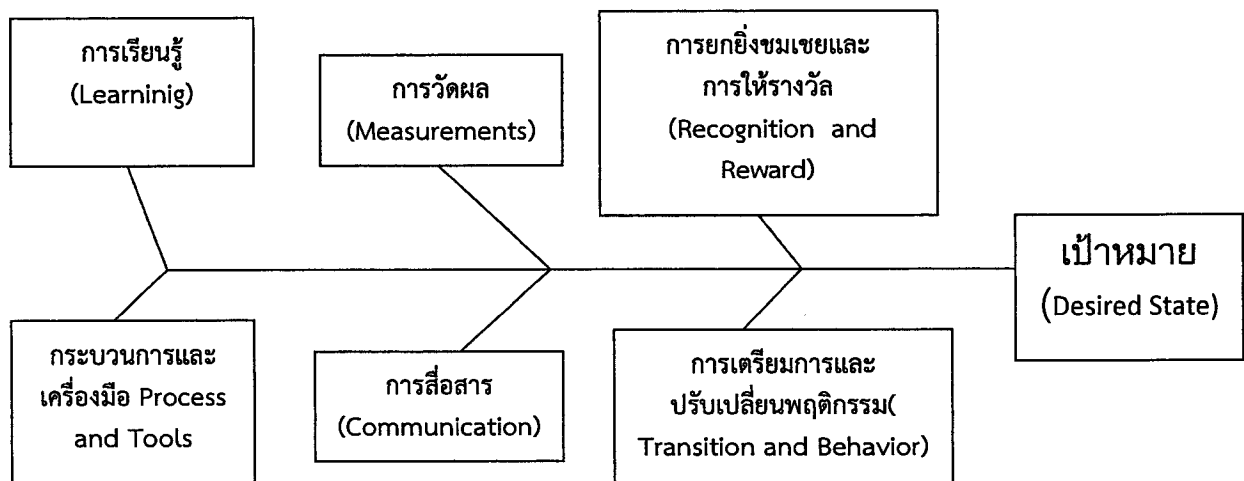 การเรียนรู้
(Learninig)
การวัดผล
(Measurements)
การยกยิ่งชมเชยและ
การให้รางวัล
(Recognition and
Reward)
เป้าหมาย
(Desired State)
กระบวนการและ
เครื่องมือ Process
and Tools
การสื่อสาร
(Communication)
การเตรียมการและ
ปรับเปลี่ยนพฤติกรรม(
Transition and Behavior)